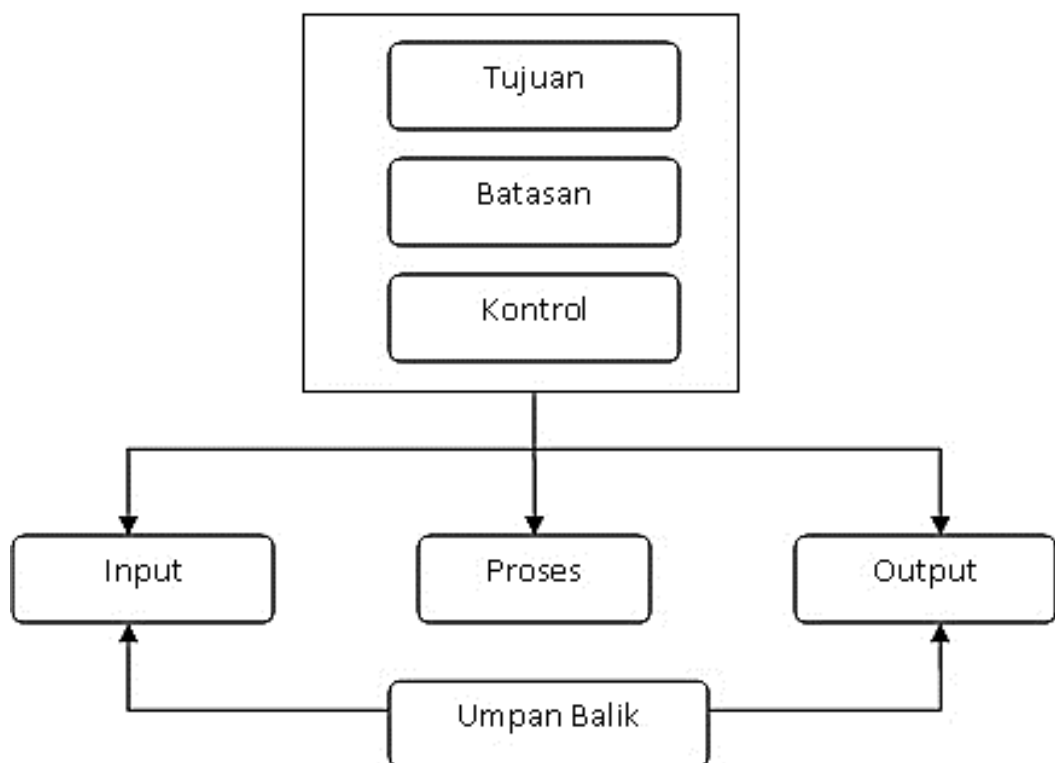 Tujuan
Batasan
Kontrol
Input
Proses
Output
Umpan Balik